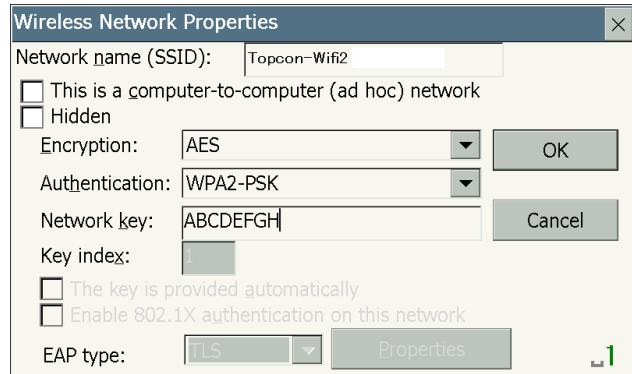 Wireless Network Properties
Network name (SSID): Topcon-Wifi2
This is a computer-to-computer (ad hoc) network
Hidden
Encryption: AES OK
Authentication: WPA2-PSK
Network key: ABCDEFGH Cancel
Key index: 1
The key is provided automatically
Enable 802.1X authentication on this network
EAP type: TLS Properties
1